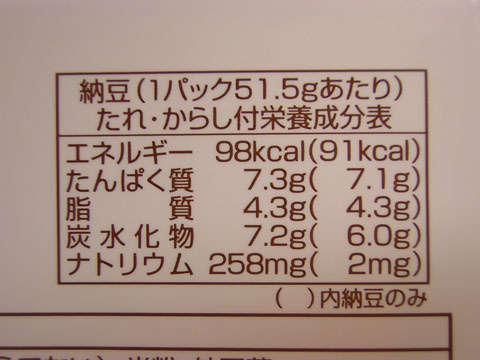 納豆(1パック51.5gあたり)
たれ・からし付栄養成分表
エネルギー 98kcal(91kcal)
たんぱく質 7.3g( 7.1g)
脂 質 4.3g( 4.3g)
炭水化物 7.2g( 6.0g)
ナトリウム 258mg( 2mg)
( )内納豆のみ